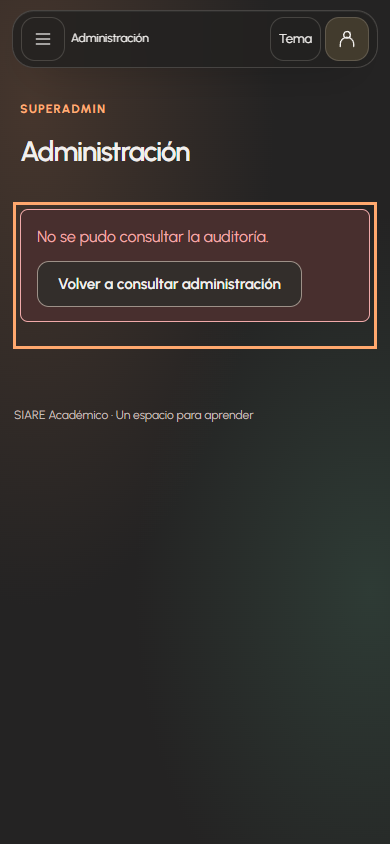 Administración
Tema
SUPERADMIN
Administración
No se pudo consultar la auditoría.
Volver a consultar administración
SIARE Académico · Un espacio para aprender